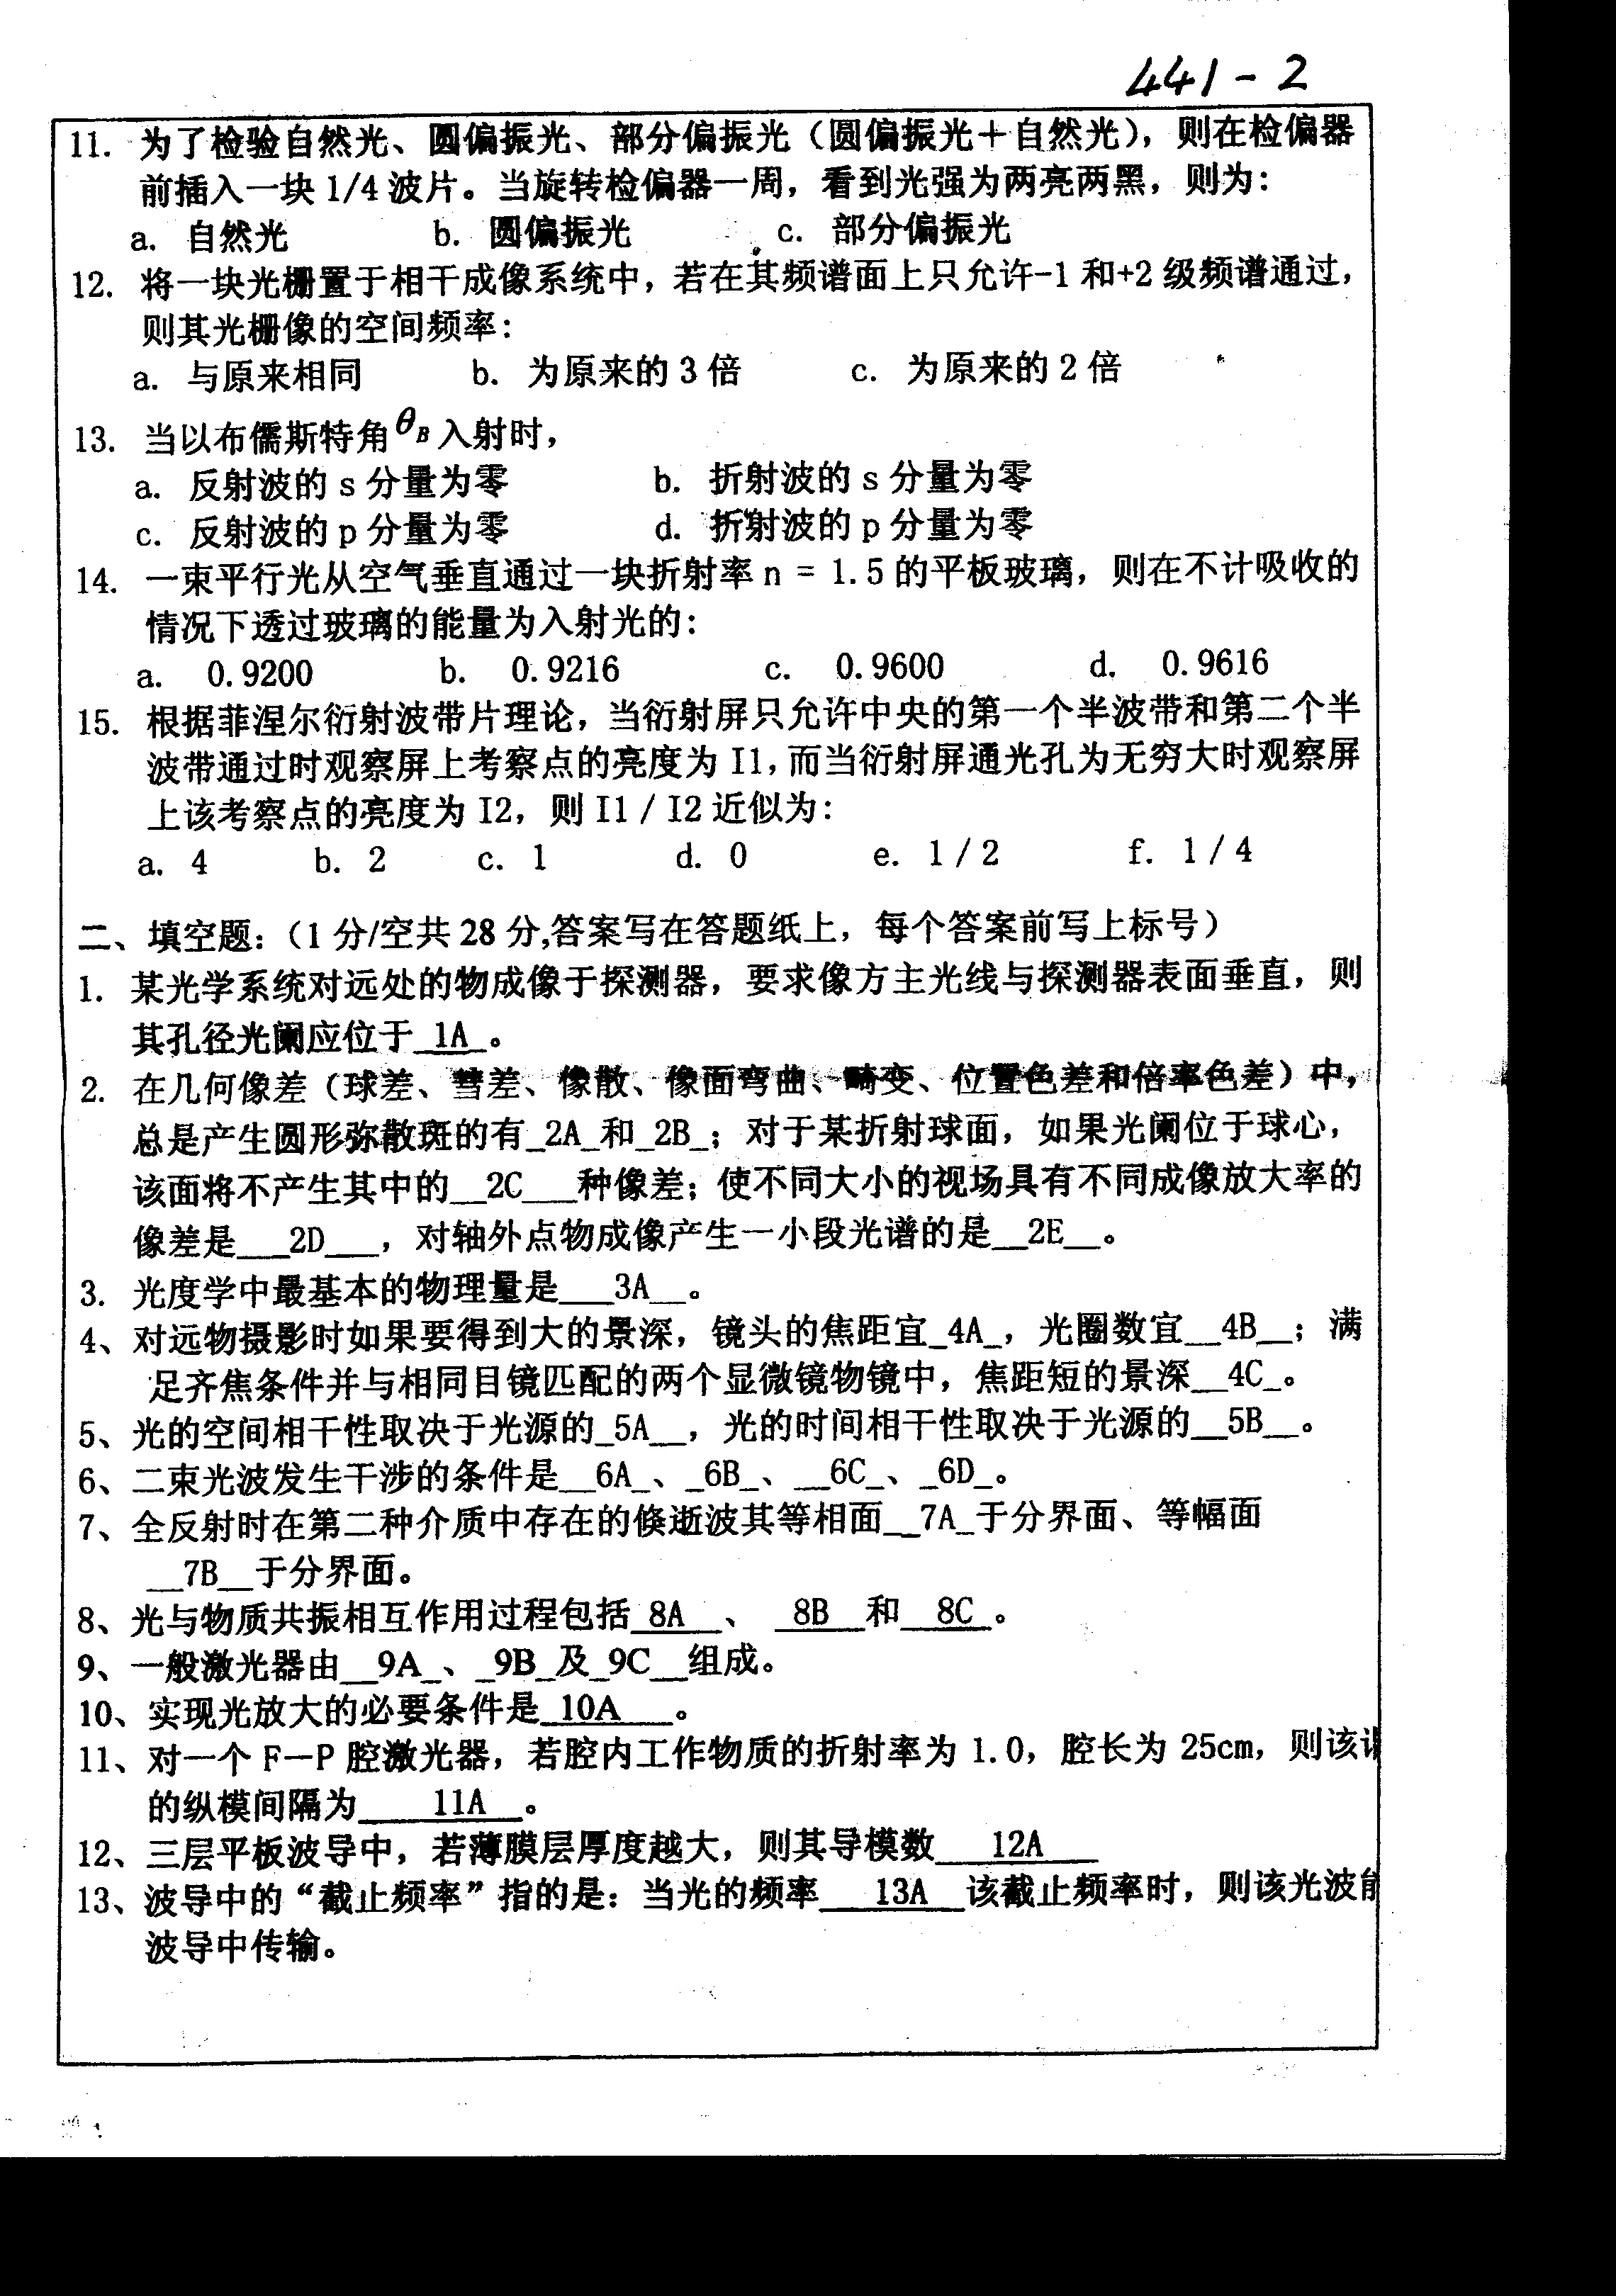 441-2
11. 为了检验自然光、圆偏振光、部分偏振光（圆偏振光＋自然光），则在检偏器
前插入一块 1/4 波片。当旋转检偏器一周，看到光强为两亮两黑，则为：
a. 自然光 b. 圆偏振光 c. 部分偏振光
12. 将一块光栅置于相干成像系统中，若在其频谱面上只允许-1 和+2 级频谱通过，
则其光栅像的空间频率：
a. 与原来相同 b. 为原来的 3 倍 c. 为原来的 2 倍
13. 当以布儒斯特角θB入射时，
a. 反射波的 s 分量为零 b. 折射波的 s 分量为零
c. 反射波的 p 分量为零 d. 折射波的 p 分量为零
14. 一束平行光从空气垂直通过一块折射率 n = 1.5 的平板玻璃，则在不计吸收的
情况下透过玻璃的能量为入射光的：
a. 0.9200 b. 0.9216 c. 0.9600 d. 0.9616
15. 根据菲涅尔衍射波带片理论，当衍射屏只允许中央的第一个半波带和第二个半
波带通过时观察屏上考察点的亮度为 I1，而当衍射屏通光孔为无穷大时观察屏
上该考察点的亮度为 I2，则 I1 / I2 近似为：
a. 4 b. 2 c. 1 d. 0 e. 1 / 2 f. 1 / 4
二、填空题：（1 分/空共 28 分,答案写在答题纸上，每个答案前写上标号）
1. 某光学系统对远处的物成像于探测器，要求像方主光线与探测器表面垂直，则
其孔径光阑应位于_1A_。
2. 在几何像差（球差、彗差、像散、像面弯曲、畸变、位置色差和倍率色差）中，
总是产生圆形弥散斑的有_2A_和_2B_；对于某折射球面，如果光阑位于球心，
该面将不产生其中的__2C___种像差；使不同大小的视场具有不同成像放大率的
像差是___2D___，对轴外点物成像产生一小段光谱的是__2E__。
3. 光度学中最基本的物理量是___3A__。
4、对远物摄影时如果要得到大的景深，镜头的焦距宜_4A_，光圈数宜__4B__；满
足齐焦条件并与相同目镜匹配的两个显微镜物镜中，焦距短的景深__4C_。
5、光的空间相干性取决于光源的_5A__，光的时间相干性取决于光源的__5B__。
6、二束光波发生干涉的条件是__6A_、_6B_、__6C_、_6D_。
7、全反射时在第二种介质中存在的倏逝波其等相面__7A_于分界面、等幅面
__7B__于分界面。
8、光与物质共振相互作用过程包括_8A__、_8B__和__8C_。
9、一般激光器由__9A_、_9B_及_9C__组成。
10、实现光放大的必要条件是_10A___。
11、对一个 F－P 腔激光器，若腔内工作物质的折射率为 1.0，腔长为 25cm，则该
的纵模间隔为____11A__。
12、三层平板波导中，若薄膜层厚度越大，则其导模数___12A___
13、波导中的“截止频率”指的是：当光的频率___13A__该截止频率时，则该光波
波导中传输。